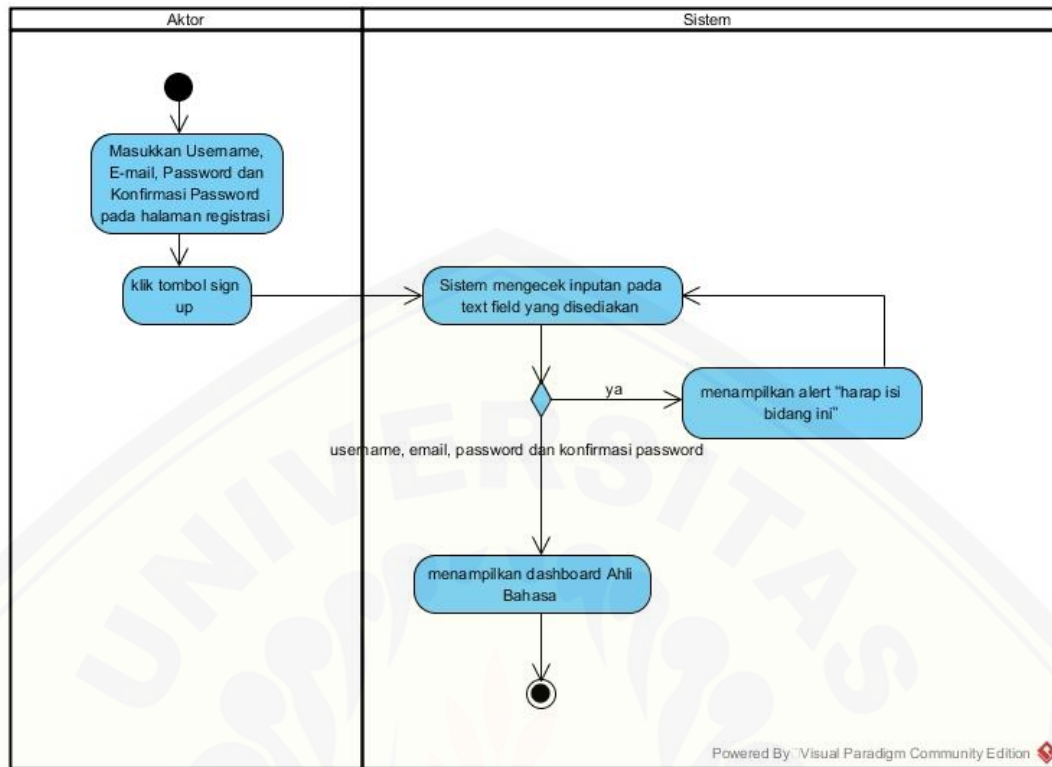 Aktor
Sistem
Masukkan Username,
E-mail, Password dan
Konfirmasi Password
pada halaman registrasi
klik tombol sign
up
Sistem mengecek inputan pada
text field yang disediakan
ya
menampilkan alert "harap isi
bidang ini"
username, email, password dan konfirmasi password
menampilkan dashboard Ahli
Bahasa
UNIVERSITAS
Powered By Visual Paradigm Community Edition